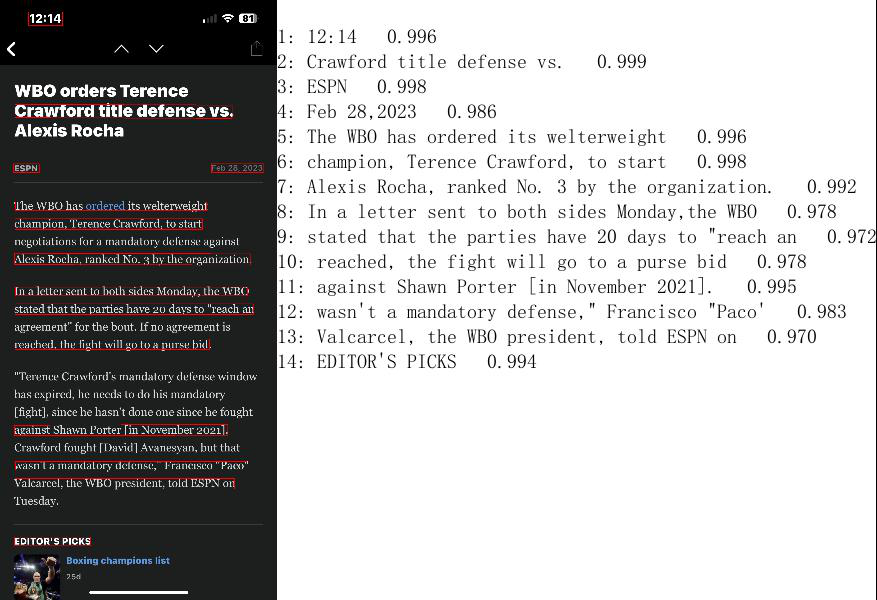 12:14
81
WBO orders Terence
Crawford title defense vs.
Alexis Rocha
ESPN
Feb 28, 2023
The WBO has ordered its welterweight
champion, Terence Crawford, to start
negotiations for a mandatory defense against
Alexis Rocha, ranked No. 3 by the organization.
In a letter sent to both sides Monday, the WBO
stated that the parties have 20 days to "reach an
agreement" for the bout. If no agreement is
reached, the fight will go to a purse bid.
"Terence Crawford's mandatory defense window
has expired, he needs to do his mandatory
[fight], since he hasn't done one since he fought
against Shawn Porter [in November 2021].
Crawford fought [David] Avanesyan, but that
wasn't a mandatory defense," Francisco "Paco"
Valcarcel, the WBO president, told ESPN on
Tuesday.
EDITOR'S PICKS
Boxing champions list
25d
1: 12:14 0.996
2: Crawford title defense vs. 0.999
3: ESPN 0.998
4: Feb 28,2023 0.986
5: The WBO has ordered its welterweight 0.996
6: champion, Terence Crawford, to start 0.998
7: Alexis Rocha, ranked No. 3 by the organization. 0.992
8: In a letter sent to both sides Monday,the WBO 0.978
9: stated that the parties have 20 days to "reach an 0.972
10: reached, the fight will go to a purse bid 0.978
11: against Shawn Porter [in November 2021]. 0.995
12: wasn't a mandatory defense," Francisco "Paco' 0.983
13: Valcarcel, the WBO president, told ESPN on 0.970
14: EDITOR'S PICKS 0.994